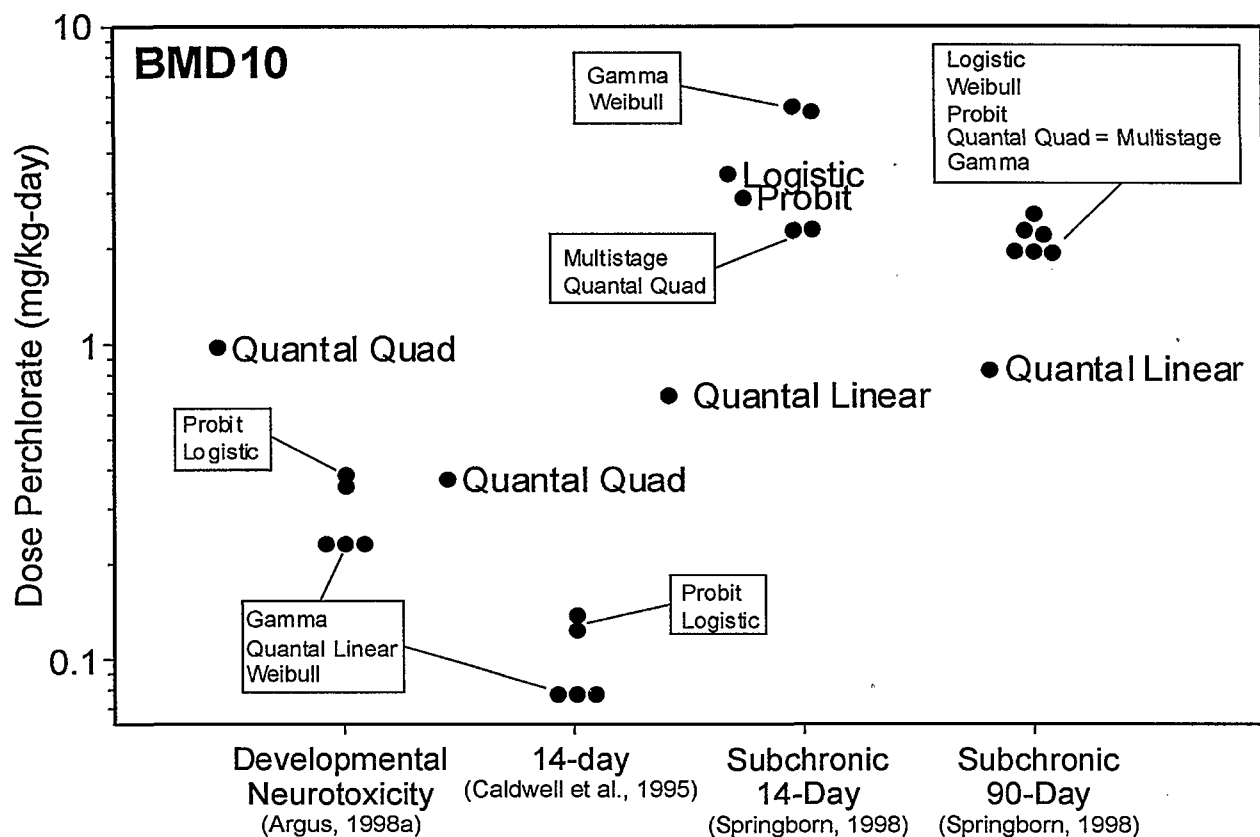 BMD10
Dose Perchlorate (mg/kg-day)
10
1
0.1
Gamma
Weibull
Logistic
Weibull
Probit
Quantal Quad = Multistage
Gamma
Logistic
Probit
Multistage
Quantal Quad
Quantal Quad
Quantal Linear
Quantal Linear
Probit
Logistic
Quantal Quad
Probit
Logistic
Gamma
Quantal Linear
Weibull
Developmental
Neurotoxicity
(Argus, 1998a)
14-day
(Caldwell et al., 1995)
Subchronic
14-Day
(Springborn, 1998)
Subchronic
90-Day
(Springborn, 1998)